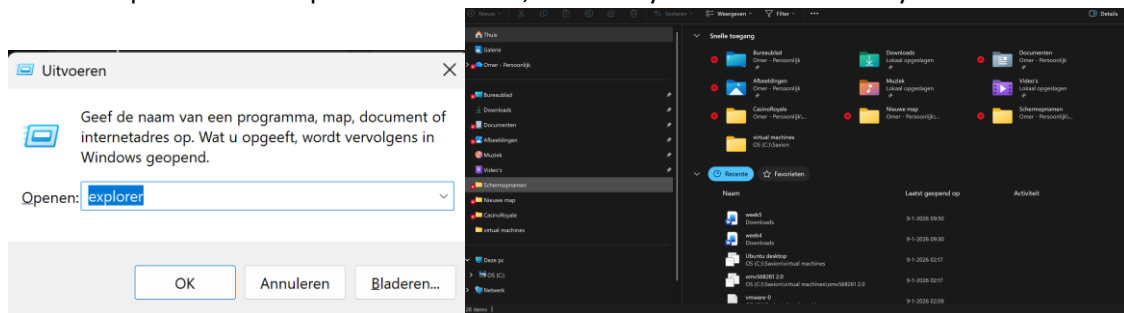 Uitvoeren
Geef de naam van een programma, map, document of
internetadres op. Wat u opgeeft, wordt vervolgens in
Windows geopend.
Openen: explorer
OK Annuleren Bladeren...
Nieuw Sorteren Weergeven Filter ... Details
Thuis
Galerie
Omer - Persoonlijk
Bureaublad
Downloads
Documenten
Afbeeldingen
Muziek
Video's
Schermopnamen
Nieuwe map
CasinoRoyale
virtual machines
Deze pc
OS (C:)
Netwerk
26 items
Snelle toegang
Bureaublad
Omer - Persoonlijk
Downloads
Lokaal opgeslagen
Documenten
Omer - Persoonlijk
Afbeeldingen
Omer - Persoonlijk
Muziek
Lokaal opgeslagen
Video's
Lokaal opgeslagen
CasinoRoyale
Omer - Persoonlijk\...
Nieuwe map
Omer - Persoonlijk\...
Schermopnamen
Omer - Persoonlijk\...
virtual machines
OS (C:)\Saxion
Recente Favorieten
Naam Laatst geopend op Activiteit
week5 9-1-2026 09:50
Downloads
week4 9-1-2026 09:30
Downloads
Ubuntu desktop 9-1-2026 02:17
OS (C:)\Saxion\virtual machines
omv568261 2.0 9-1-2026 02:17
OS (C:)\Saxion\virtual machines\omv568261 2.0
vmware-0 9-1-2026 02:09